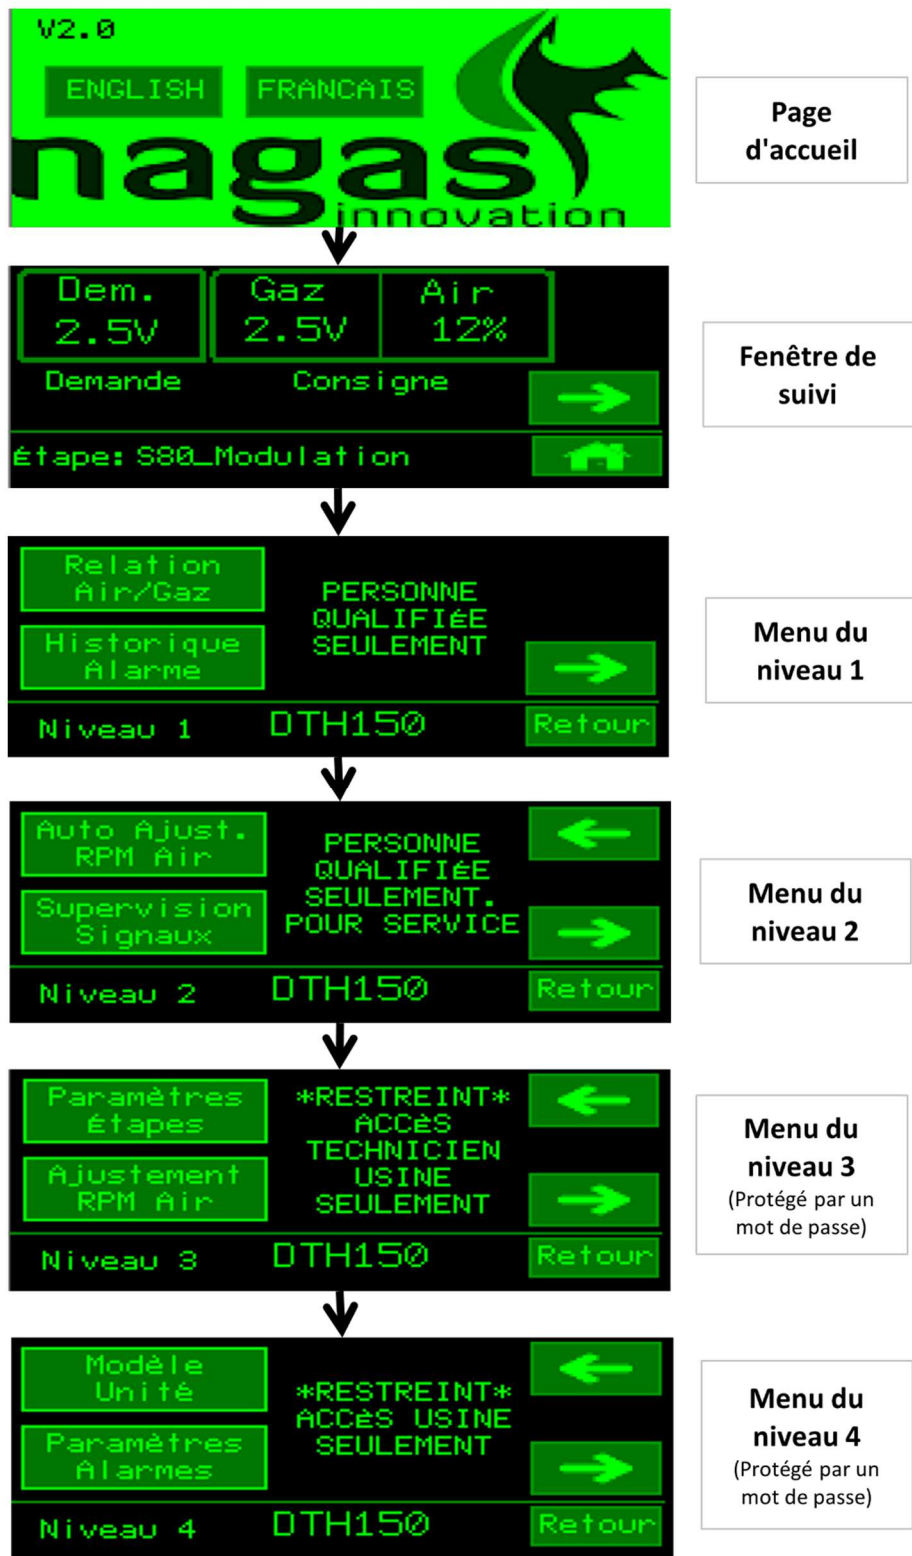 V2.0
ENGLISH FRANCAIS
nagas
innovation
Page
d'accueil
Dem. Gaz Air
2.5V 2.5V 12%
Demande Consigne
Étape: S80_Modulation
Fenêtre de
suivi
Relation
Air/Gaz
Historique
Alarme
PERSONNE
QUALIFIÉE
SEULEMENT
Niveau 1 DTH150 Retour
Menu du
niveau 1
Auto Ajust.
RPM Air
Supervision
Signaux
PERSONNE
QUALIFIÉE
SEULEMENT.
POUR SERVICE
Niveau 2 DTH150 Retour
Menu du
niveau 2
Paramètres
Étapes
Ajustement
RPM Air
*RESTREINT*
ACCèS
TECHNICIEN
USINE
SEULEMENT
Niveau 3 DTH150 Retour
Menu du
niveau 3
(Protégé par un
mot de passe)
Modèle
Unité
Paramètres
Alarmes
*RESTREINT*
ACCèS USINE
SEULEMENT
Niveau 4 DTH150 Retour
Menu du
niveau 4
(Protégé par un
mot de passe)